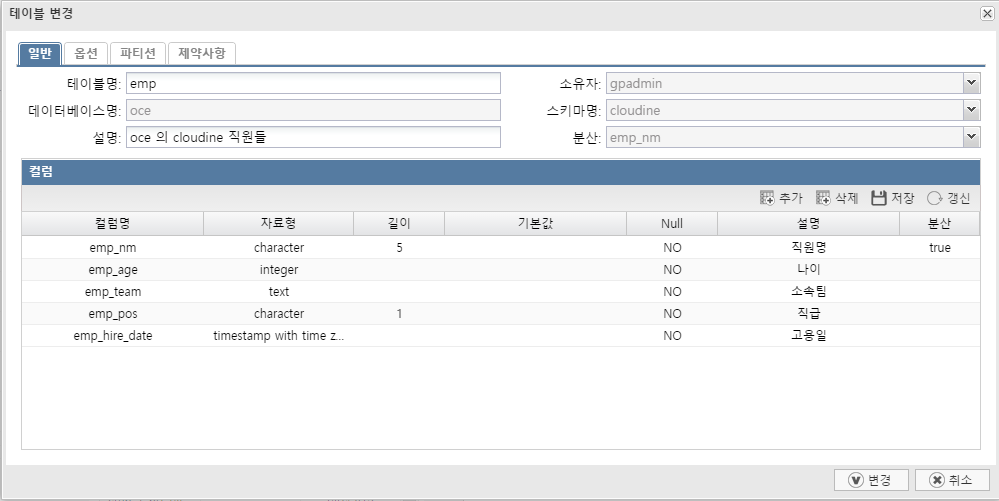 테이블 변경
일반 옵션 파티션 제약사항
테이블명: emp 소유자: gpadmin
데이터베이스명: oce 스키마명: cloudine
설명: oce 의 cloudine 직원들 분산: emp_nm
컬럼
추가 삭제 저장 갱신
컬럼명 자료형 길이 기본값 Null 설명 분산
emp_nm character 5 NO 직원명 true
emp_age integer NO 나이
emp_team text NO 소속팀
emp_pos character 1 NO 직급
emp_hire_date timestamp with time z... NO 고용일
변경 취소